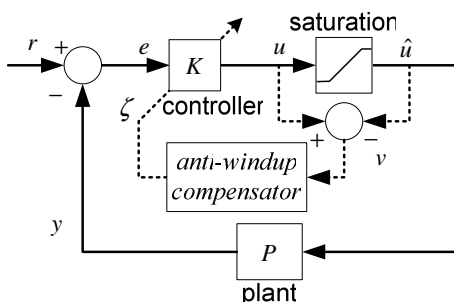 saturation
r
+
−
e
K
controller
u
û
ζ
+
−
v
anti-windup
compensator
y
P
plant